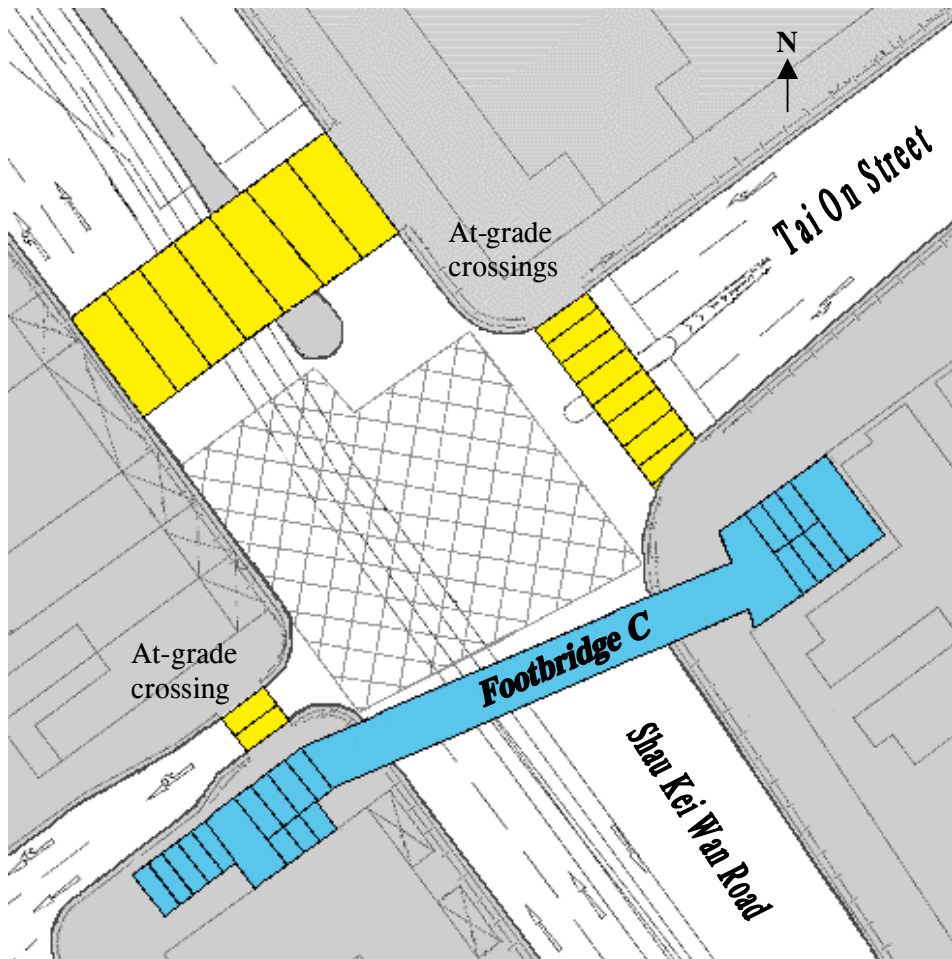 N
Tai On Street
At-grade
crossings
Footbridge C
At-grade
crossing
Shau Kei Wan Road